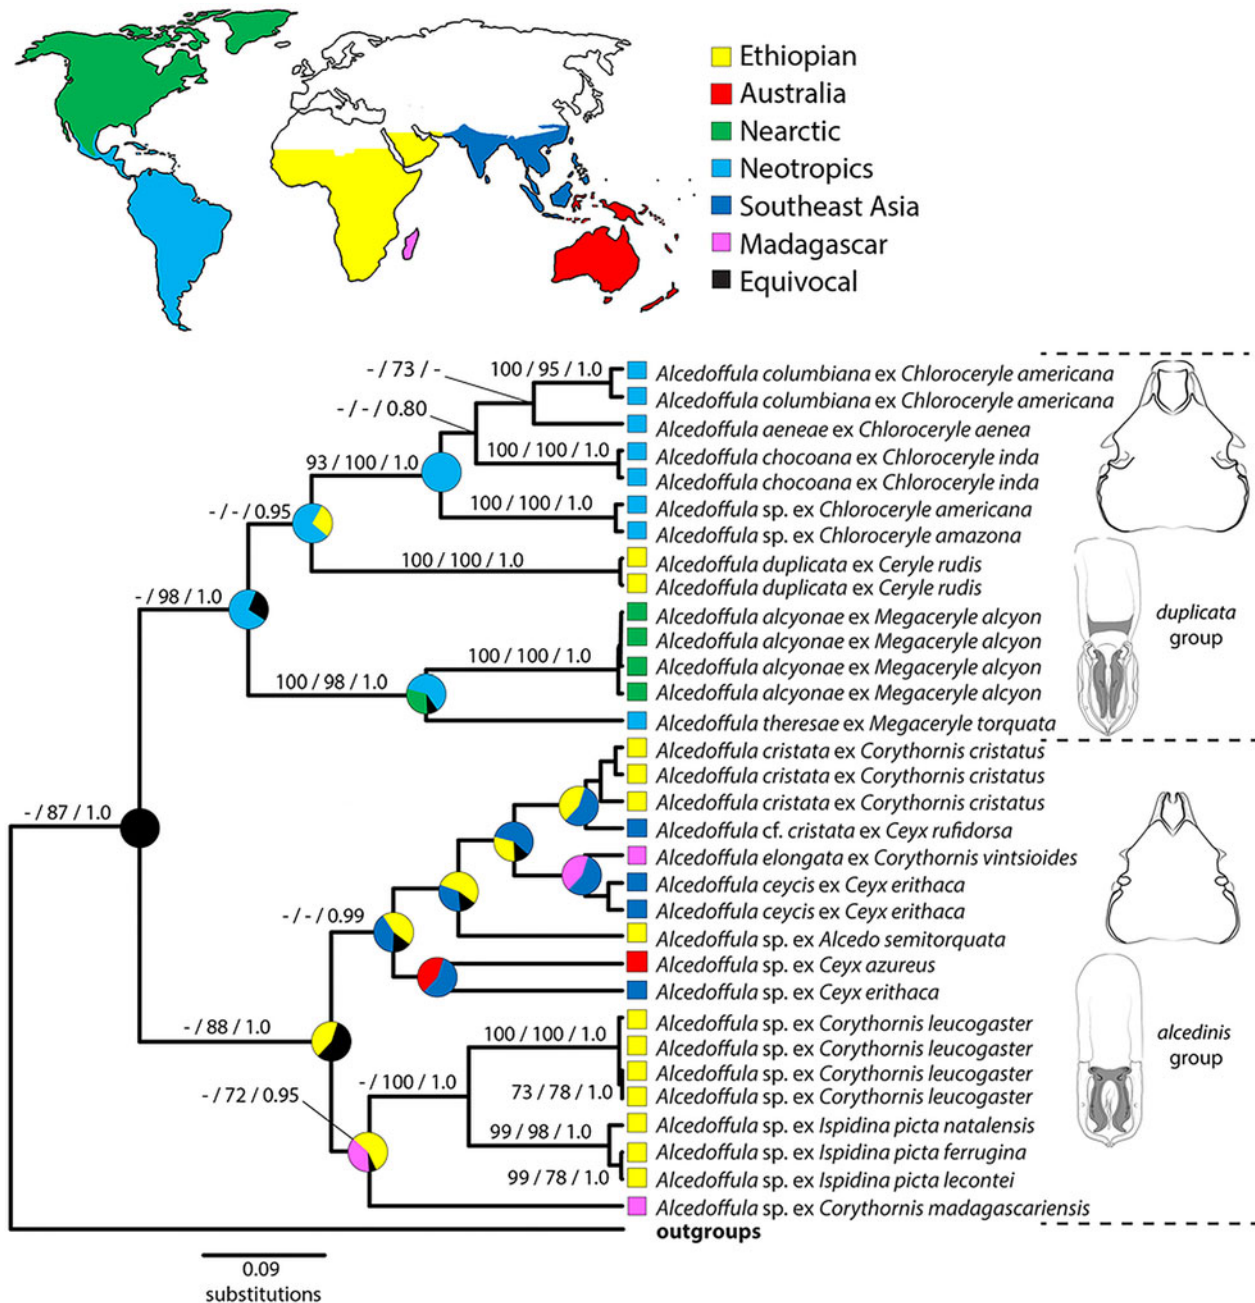 Ethiopian
Australia
Nearctic
Neotropics
Southeast Asia
Madagascar
Equivocal
100 / 95 / 1.0
- / 73 / -
- / - / 0.80
100 / 100 / 1.0
93 / 100 / 1.0
100 / 100 / 1.0
- / - / 0.95
100 / 100 / 1.0
- / 98 / 1.0
100 / 100 / 1.0
100 / 98 / 1.0
- / 87 / 1.0
- / - / 0.99
- / 88 / 1.0
100 / 100 / 1.0
- / 100 / 1.0
73 / 78 / 1.0
- / 72 / 0.95
99 / 98 / 1.0
99 / 78 / 1.0
Alcedoffula columbiana ex Chloroceryle americana
Alcedoffula columbiana ex Chloroceryle americana
Alcedoffula aeneae ex Chloroceryle aenea
Alcedoffula chocoana ex Chloroceryle inda
Alcedoffula chocoana ex Chloroceryle inda
Alcedoffula sp. ex Chloroceryle americana
Alcedoffula sp. ex Chloroceryle amazona
Alcedoffula duplicata ex Ceryle rudis
Alcedoffula duplicata ex Ceryle rudis
Alcedoffula alcyonae ex Megaceryle alcyon
Alcedoffula alcyonae ex Megaceryle alcyon
Alcedoffula alcyonae ex Megaceryle alcyon
Alcedoffula alcyonae ex Megaceryle alcyon
Alcedoffula theresae ex Megaceryle torquata
Alcedoffula cristata ex Corythornis cristatus
Alcedoffula cristata ex Corythornis cristatus
Alcedoffula cristata ex Corythornis cristatus
Alcedoffula cf. cristata ex Ceyx rufidorsa
Alcedoffula elongata ex Corythornis vintsioides
Alcedoffula ceycis ex Ceyx erithaca
Alcedoffula ceycis ex Ceyx erithaca
Alcedoffula sp. ex Alcedo semitorquata
Alcedoffula sp. ex Ceyx azureus
Alcedoffula sp. ex Ceyx erithaca
Alcedoffula sp. ex Corythornis leucogaster
Alcedoffula sp. ex Corythornis leucogaster
Alcedoffula sp. ex Corythornis leucogaster
Alcedoffula sp. ex Corythornis leucogaster
Alcedoffula sp. ex Ispidina picta natalensis
Alcedoffula sp. ex Ispidina picta ferrugina
Alcedoffula sp. ex Ispidina picta lecontei
Alcedoffula sp. ex Corythornis madagascariensis
outgroups
duplicata
group
alcedinis
group
0.09
substitutions